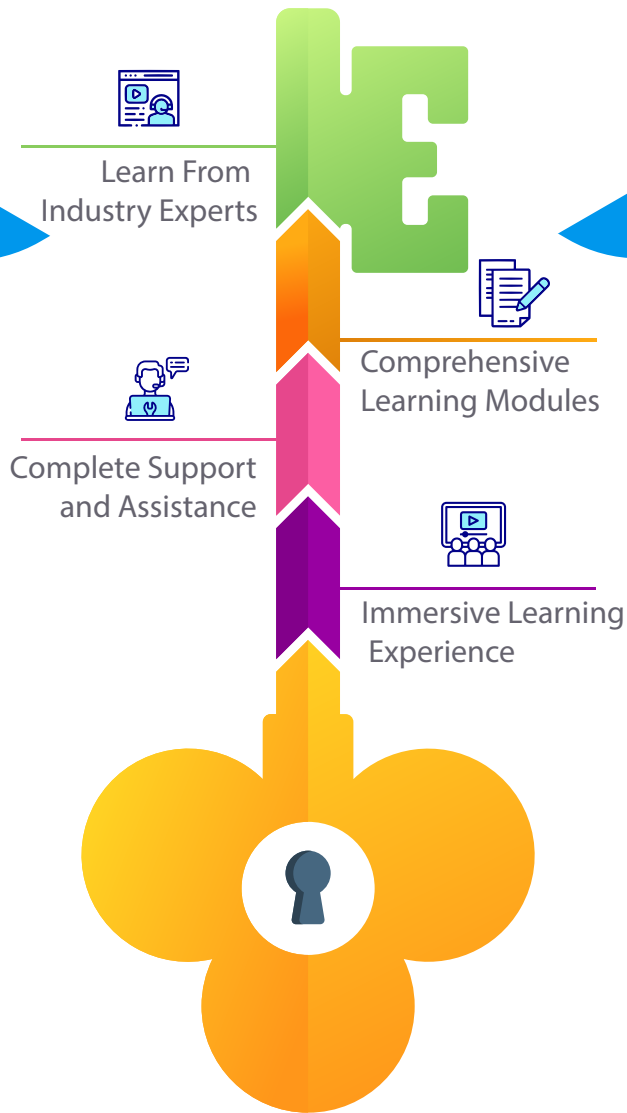 Learn From
Industry Experts
Comprehensive
Learning Modules
Complete Support
and Assistance
Immersive Learning
Experience